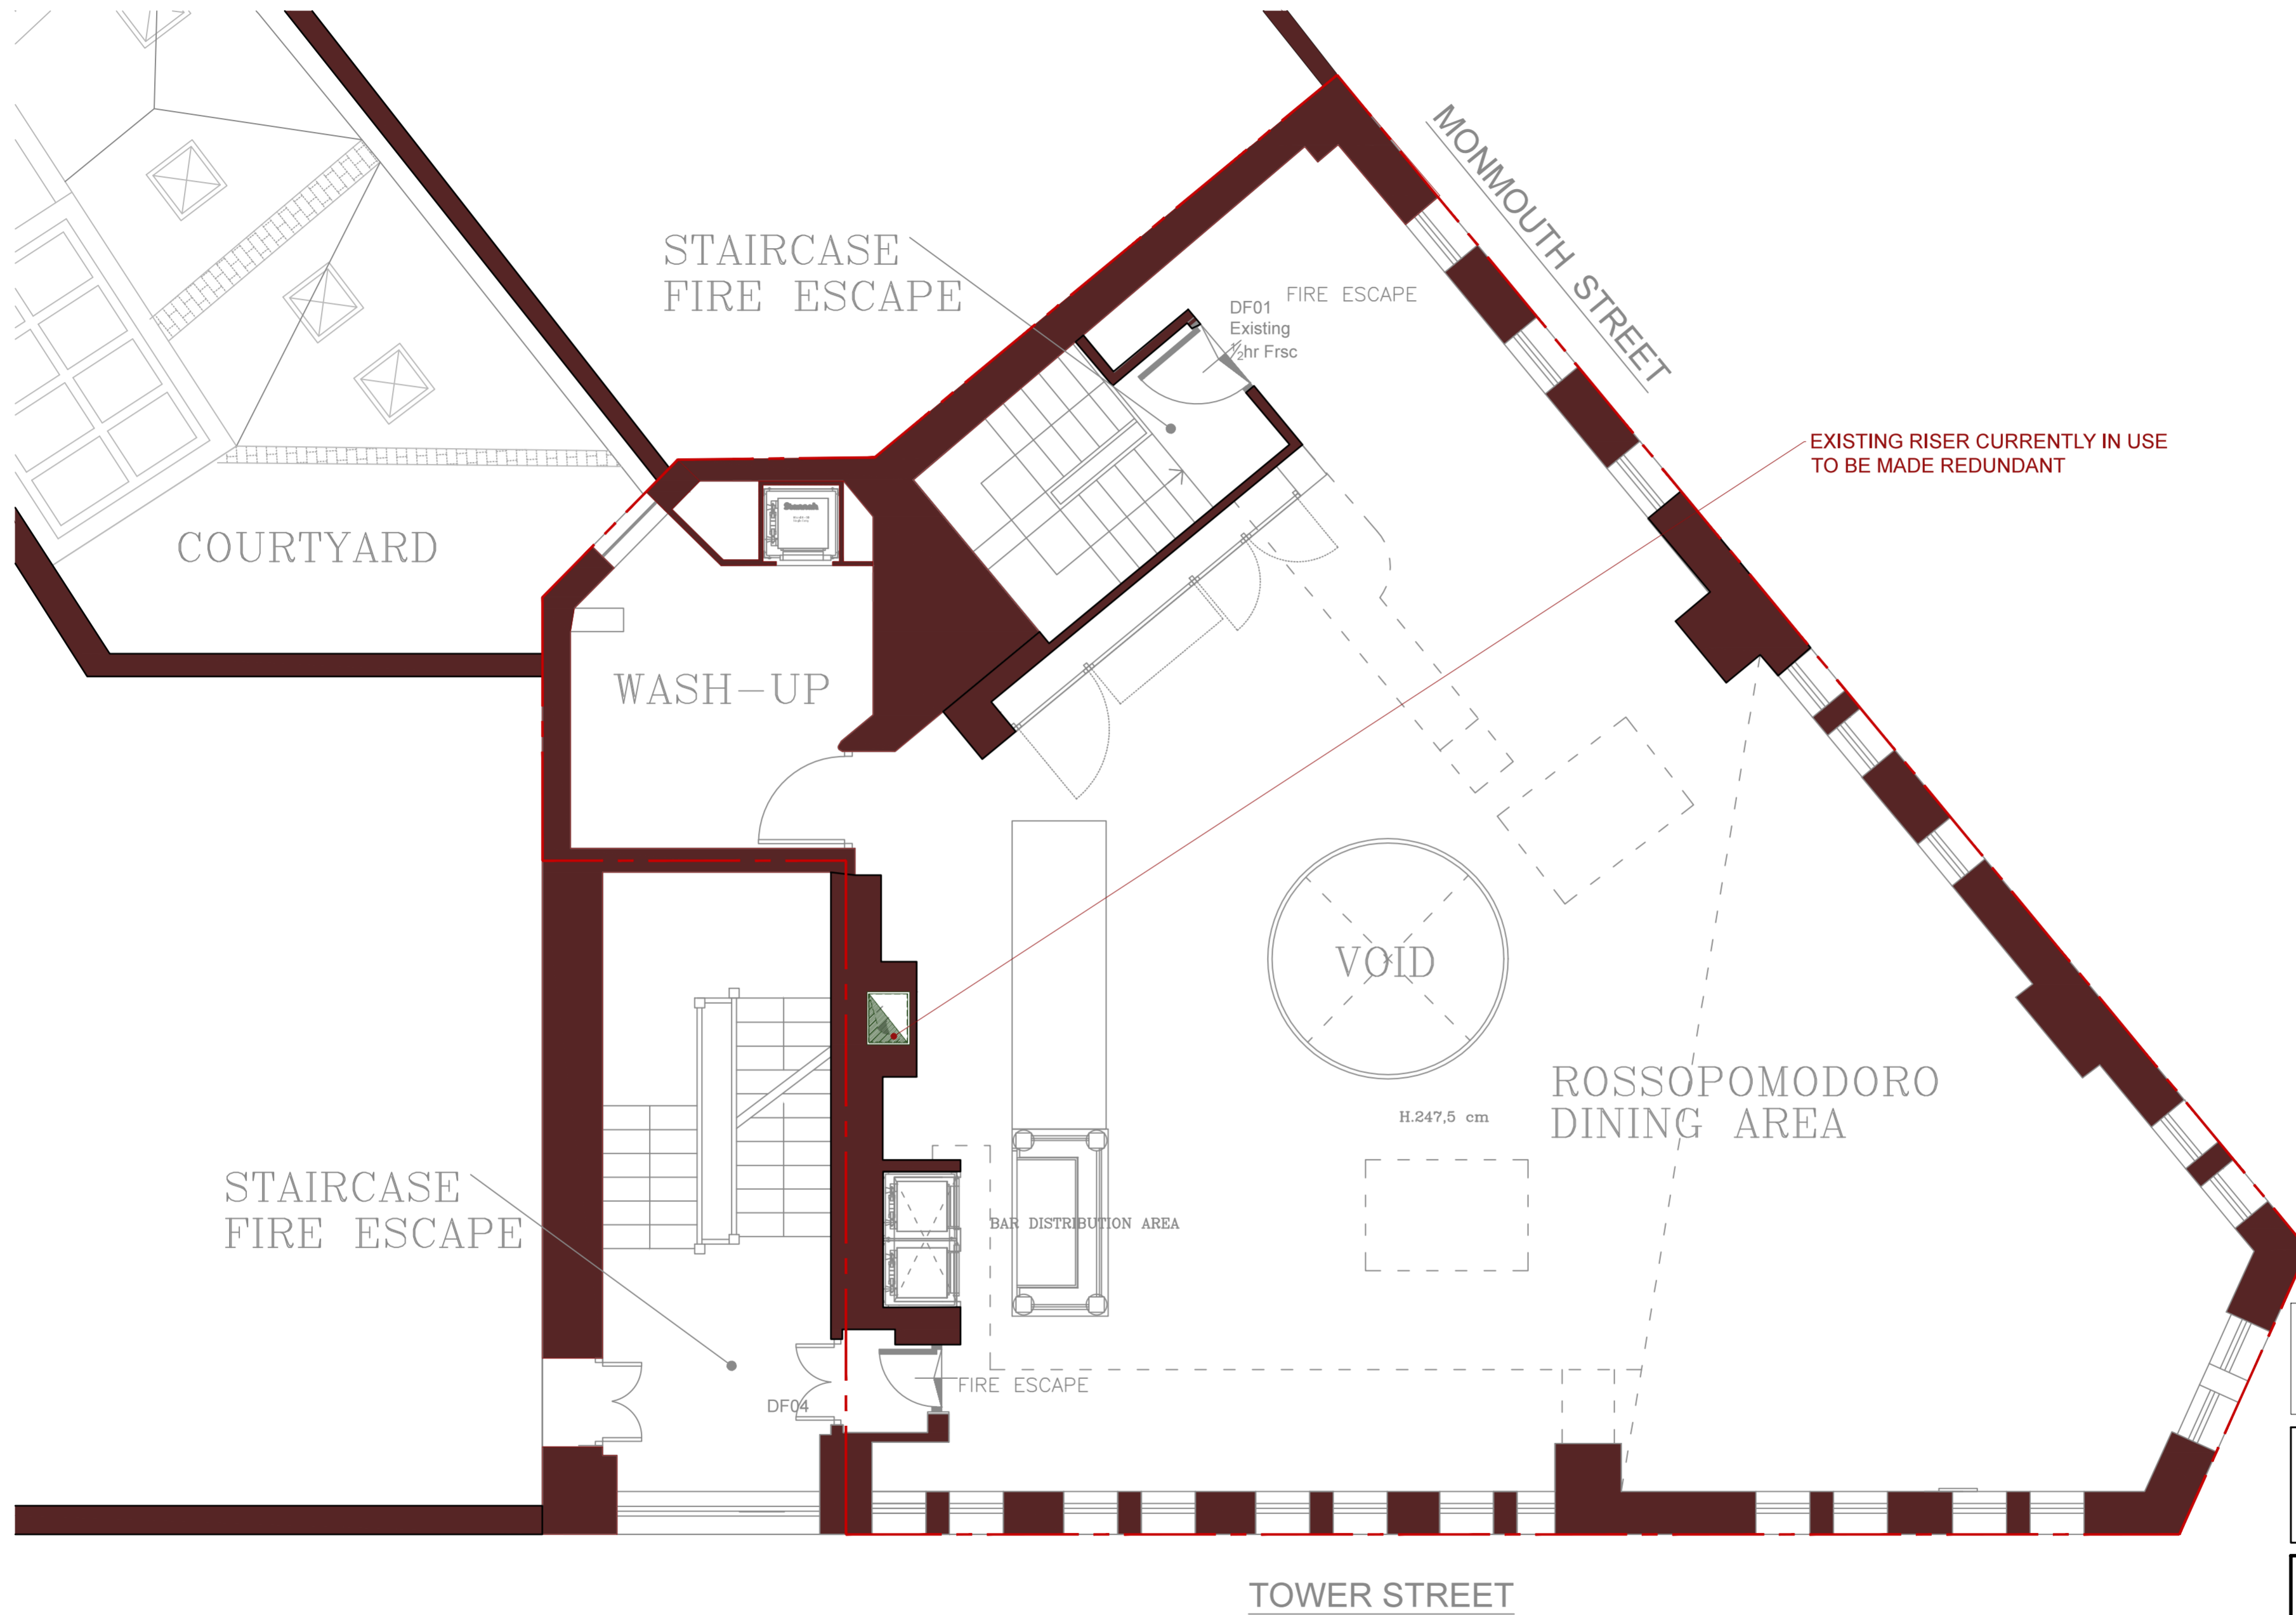 MONMOUTH STREET
STAIRCASE
FIRE ESCAPE
FIRE ESCAPE
DF01
Existing
½hr Frsc
EXISTING RISER CURRENTLY IN USE
TO BE MADE REDUNDANT
Stannah
COURTYARD
WASH-UP
VOID
ROSSOPOMODORO
DINING AREA
H.247,5 cm
STAIRCASE
FIRE ESCAPE
BAR DISTRIBUTION AREA
FIRE ESCAPE
DF04
TOWER STREET